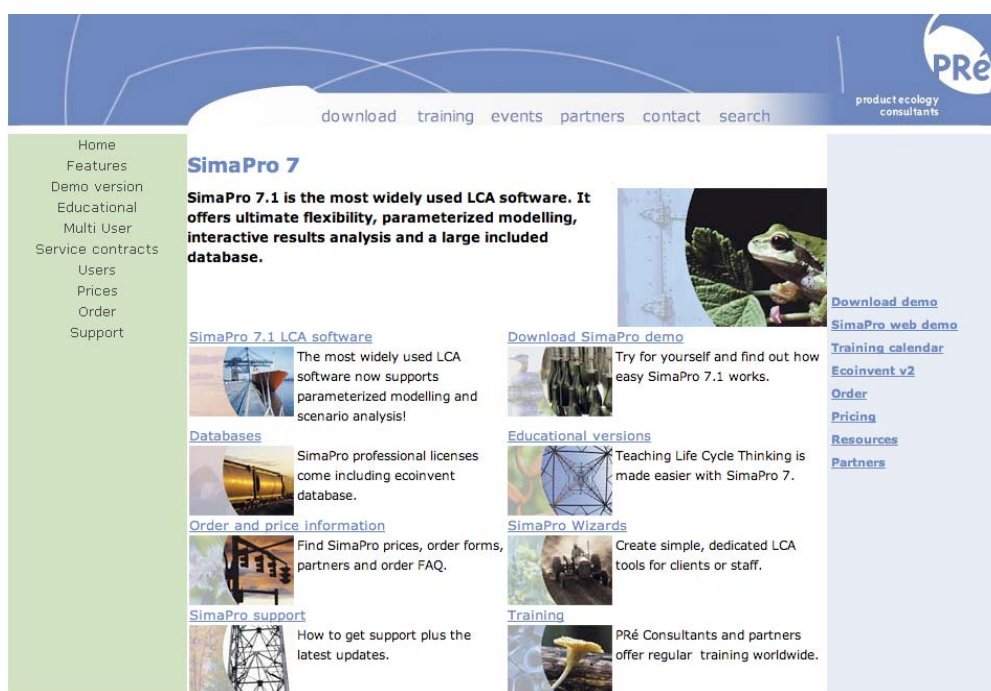 PRé
product ecology
consultants
download training events partners contact search
Home
Features
Demo version
Educational
Multi User
Service contracts
Users
Prices
Order
Support
SimaPro 7
SimaPro 7.1 is the most widely used LCA software. It
offers ultimate flexibility, parameterized modelling,
interactive results analysis and a large included
database.
SimaPro 7.1 LCA software
The most widely used LCA
software now supports
parameterized modelling and
scenario analysis!
Download SimaPro demo
Try for yourself and find out how
easy SimaPro 7.1 works.
Databases
SimaPro professional licenses
come including ecoinvent
database.
Educational versions
Teaching Life Cycle Thinking is
made easier with SimaPro 7.
Order and price information
Find SimaPro prices, order forms,
partners and order FAQ.
SimaPro Wizards
Create simple, dedicated LCA
tools for clients or staff.
SimaPro support
How to get support plus the
latest updates.
Training
PRé Consultants and partners
offer regular training worldwide.
Download demo
SimaPro web demo
Training calendar
Ecoinvent v2
Order
Pricing
Resources
Partners